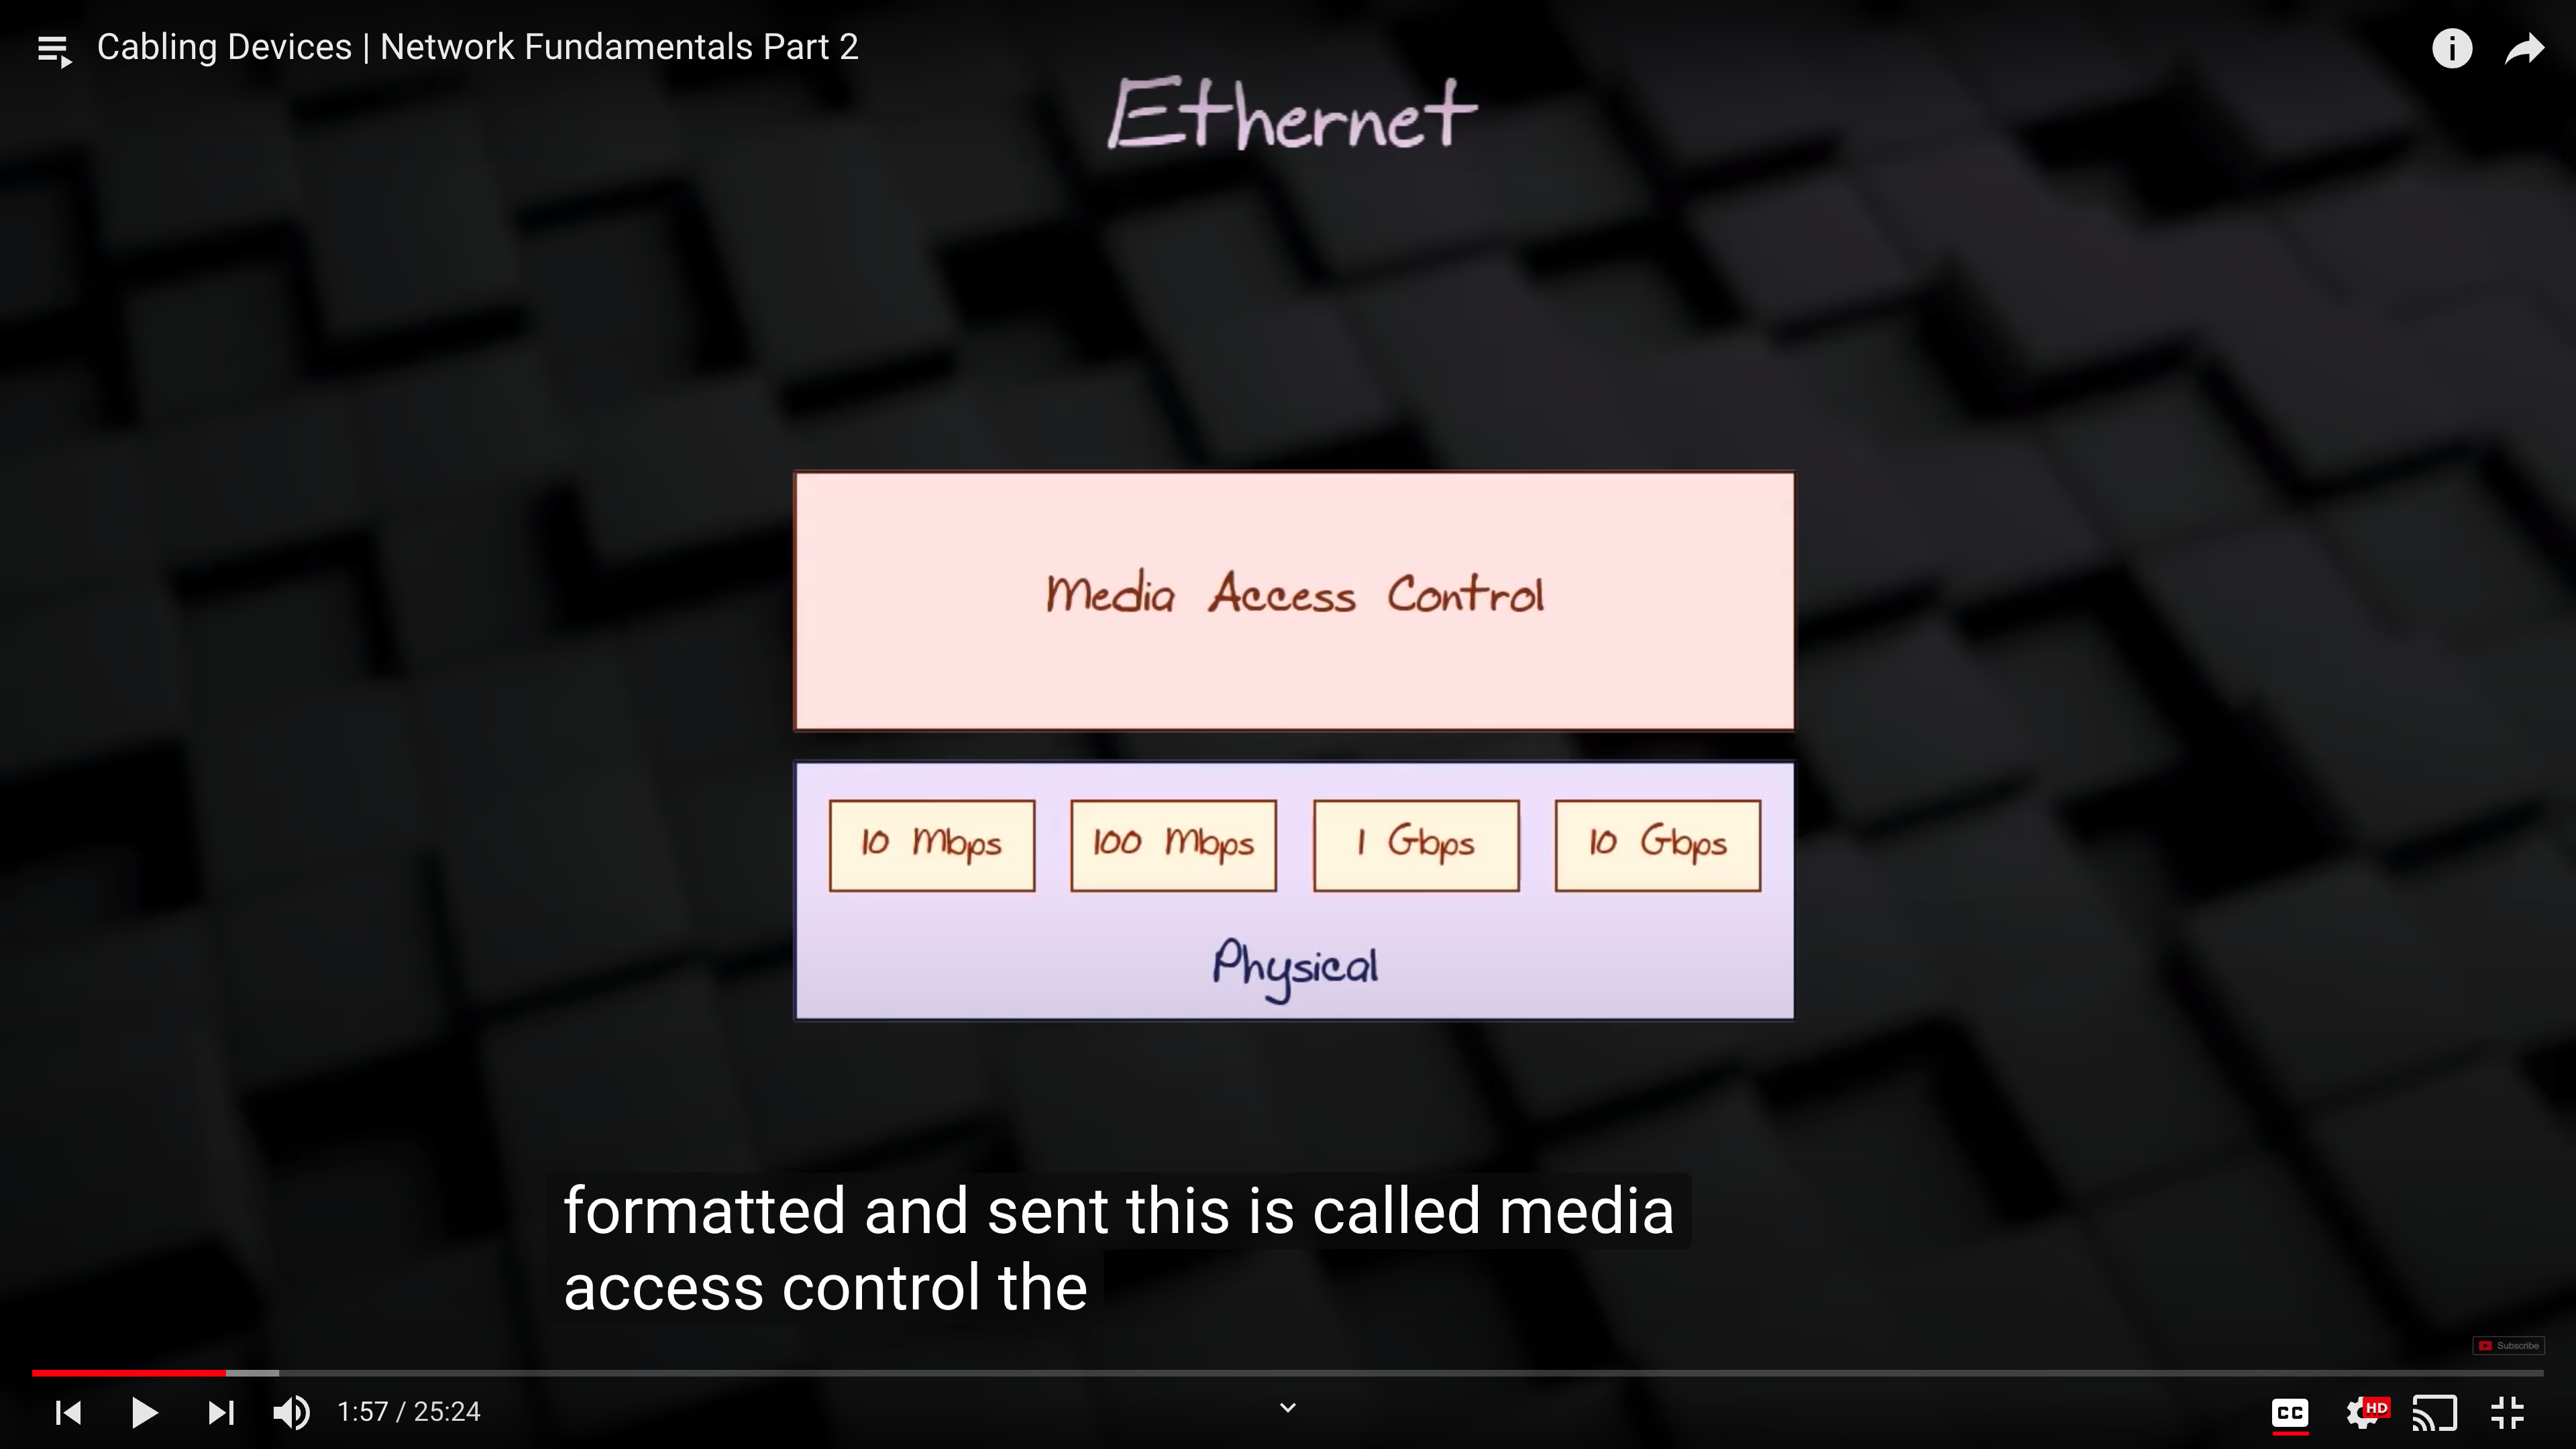 Cabling Devices | Network Fundamentals Part 2
Ethernet
Media Access Control
10 Mbps 100 Mbps 1 Gbps 10 Gbps
Physical
formatted and sent this is called media
access control the
Subscribe
1:57 / 25:24
CC HD